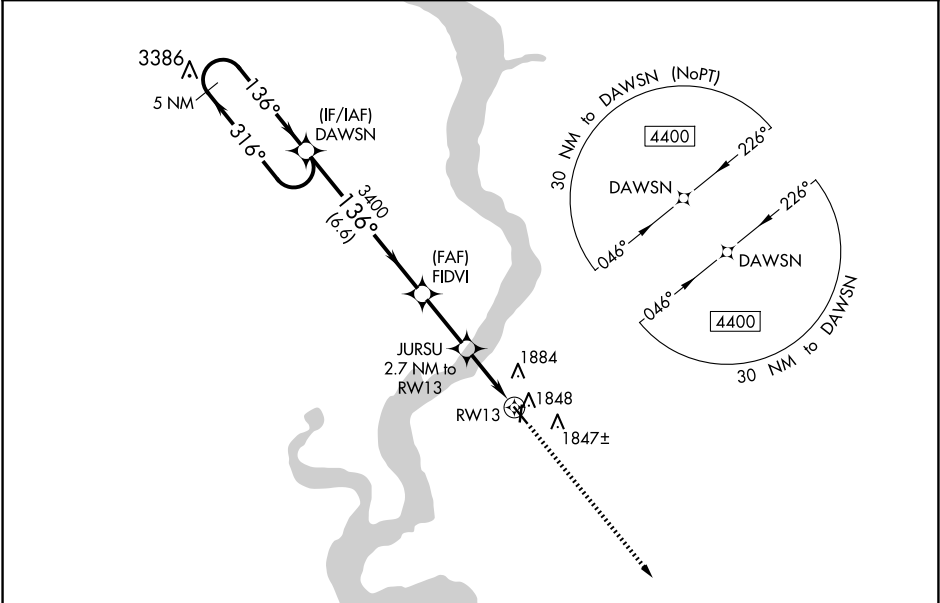 3386
5 NM
136°
316°
(IF/IAF)
DAWSN
3400
136°
(6.6)
(FAF)
FIDVI
JURSU
2.7 NM to
RW13
RW13
1884
1848
1847±
30 NM to DAWSN (NoPT)
4400
226°
DAWSN
046°
226°
DAWSN
046°
4400
30 NM to DAWSN